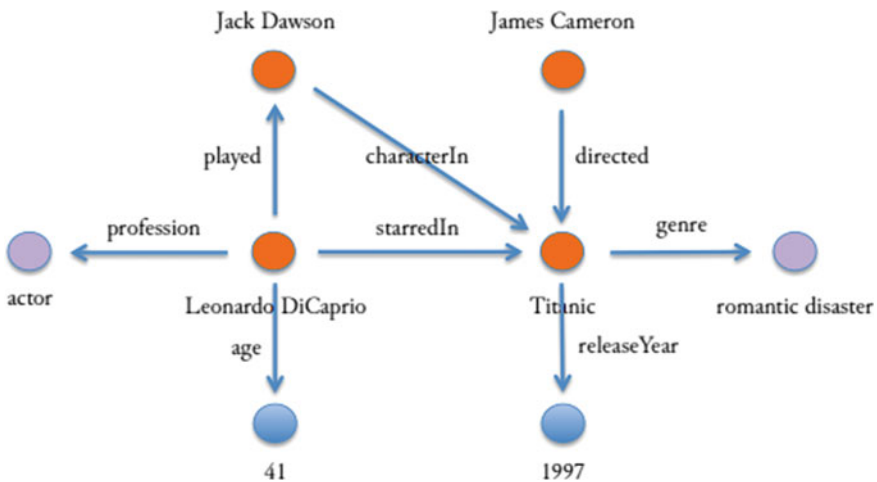 Jack Dawson
James Cameron
played
characterIn
directed
profession
starredIn
genre
actor
Leonardo DiCaprio
Titanic
romantic disaster
age
releaseYear
41
1997